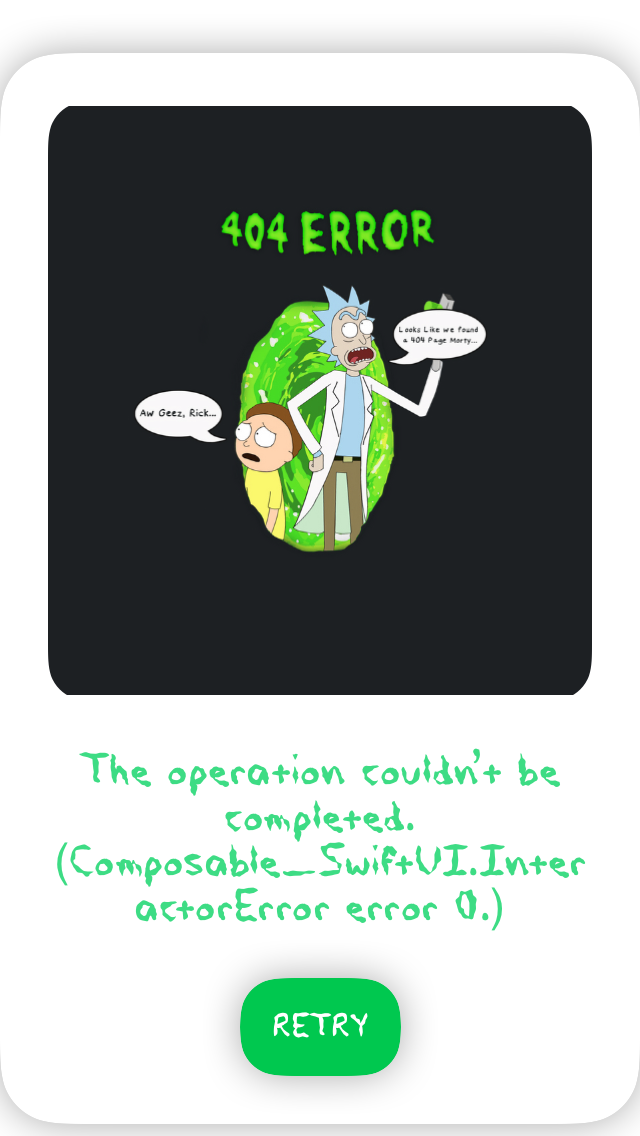 404 ERROR
Looks Like we found
a 404 Page Morty...
Aw Geez, Rick...
The operation couldn't be
completed.
(Composable_SwiftUI.Inter
actorError error 0.)
RETRY